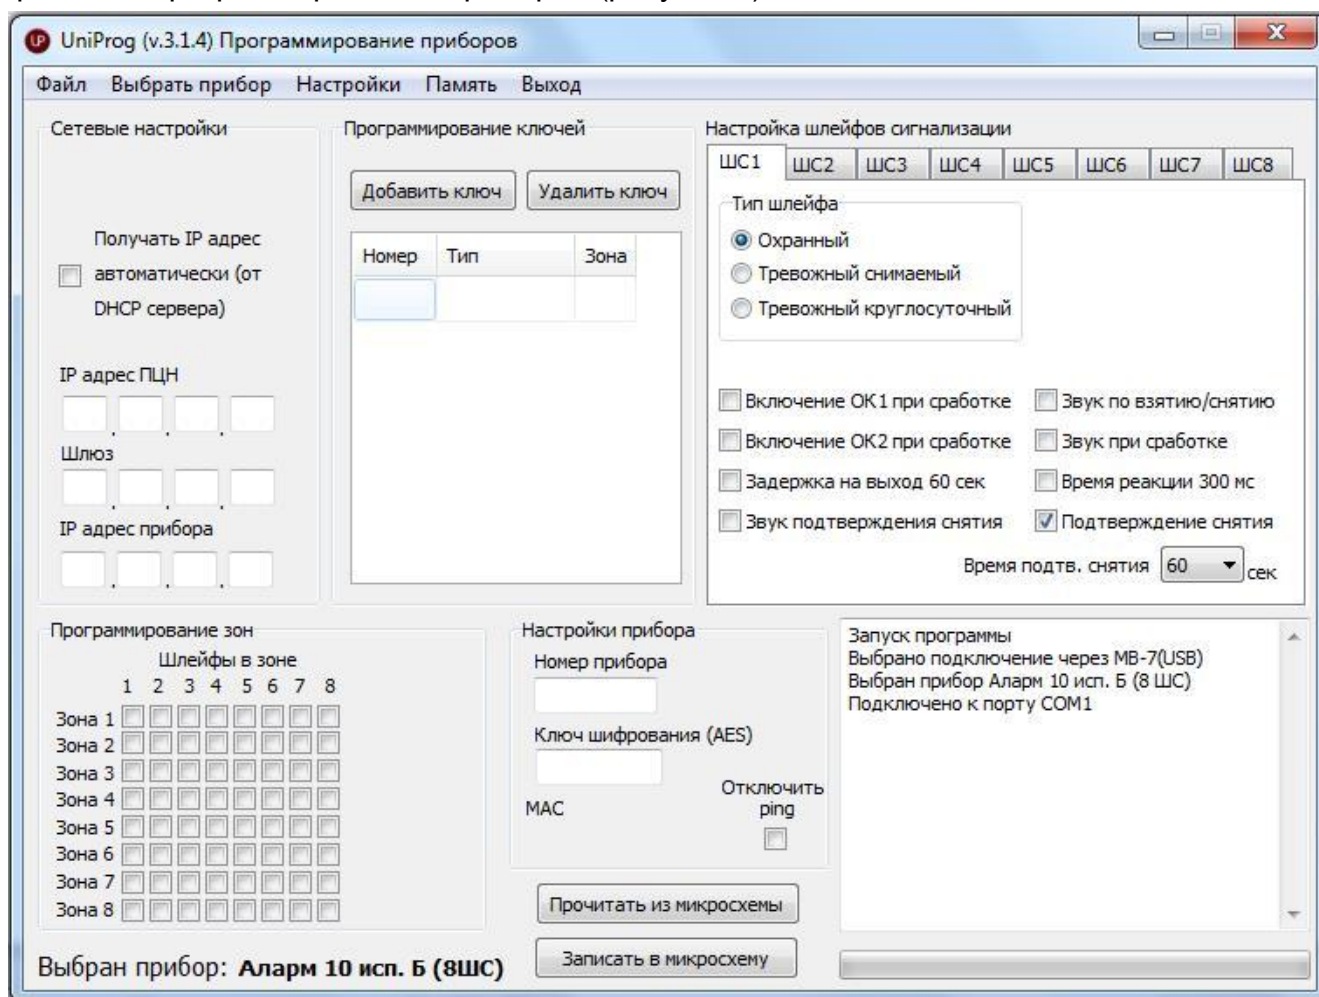 UniProg (v.3.1.4) Программирование приборов
Файл Выбрать прибор Настройки Память Выход
Сетевые настройки
Получать IP адрес
автоматически (от
DHCP сервера)
IP адрес ПЦН
. . .
Шлюз
. . .
IP адрес прибора
. . .
Программирование ключей
Добавить ключ Удалить ключ
Номер Тип Зона
Настройка шлейфов сигнализации
ШС1 ШС2 ШС3 ШС4 ШС5 ШС6 ШС7 ШС8
Тип шлейфа
Охранный
Тревожный снимаемый
Тревожный круглосуточный
Включение ОК1 при сработке Звук по взятию/снятию
Включение ОК2 при сработке Звук при сработке
Задержка на выход 60 сек Время реакции 300 мс
Звук подтверждения снятия Подтверждение снятия
Время подтв. снятия 60 сек
Программирование зон
Шлейфы в зоне
1 2 3 4 5 6 7 8
Зона 1
Зона 2
Зона 3
Зона 4
Зона 5
Зона 6
Зона 7
Зона 8
Настройки прибора
Номер прибора
Ключ шифрования (AES)
MAC
Отключить
ping
Прочитать из микросхемы
Записать в микросхему
Запуск программы
Выбрано подключение через МВ-7(USB)
Выбран прибор Аларм 10 исп. Б (8 ШС)
Подключено к порту COM1
Выбран прибор: Аларм 10 исп. Б (8ШС)